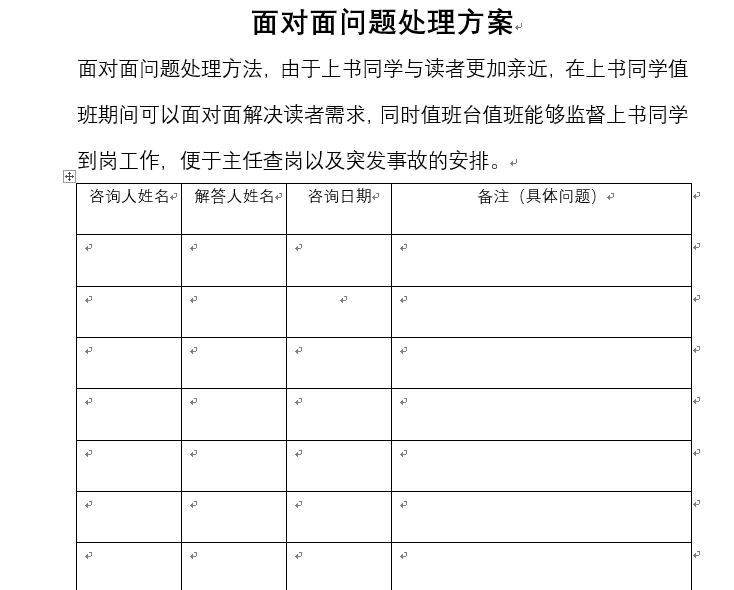 面对面问题处理方案
面对面问题处理方法，由于上书同学与读者更加亲近，在上书同学值
班期间可以面对面解决读者需求，同时值班台值班能够监督上书同学
到岗工作，便于主任查岗以及突发事故的安排。
咨询人姓名 解答人姓名 咨询日期 备注（具体问题）